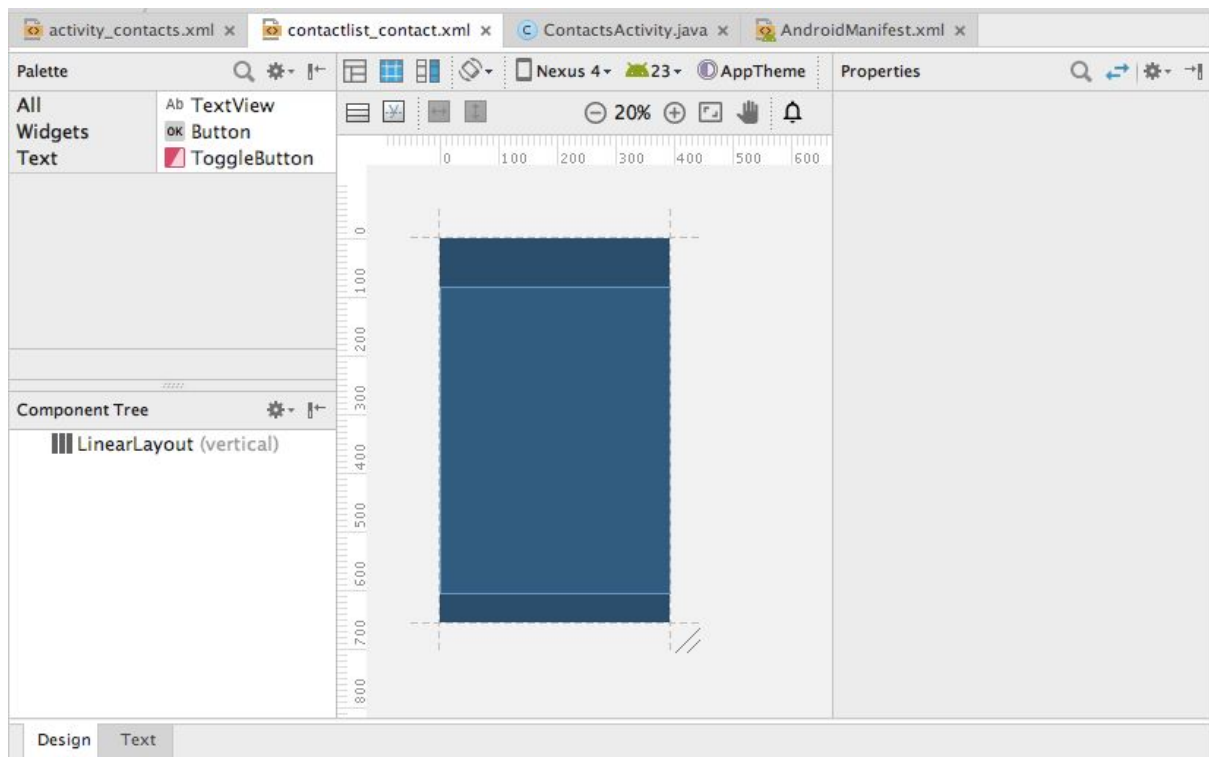 activity_contacts.xml contactlist_contact.xml C ContactsActivity.java AndroidManifest.xml
Palette Nexus 4 23 AppTheme Properties
All Ab TextView
Widgets OK Button
Text ToggleButton
20%
0 100 200 300 400 500 600
0
100
200
300
400
500
600
700
800
Component Tree
LinearLayout (vertical)
Design Text